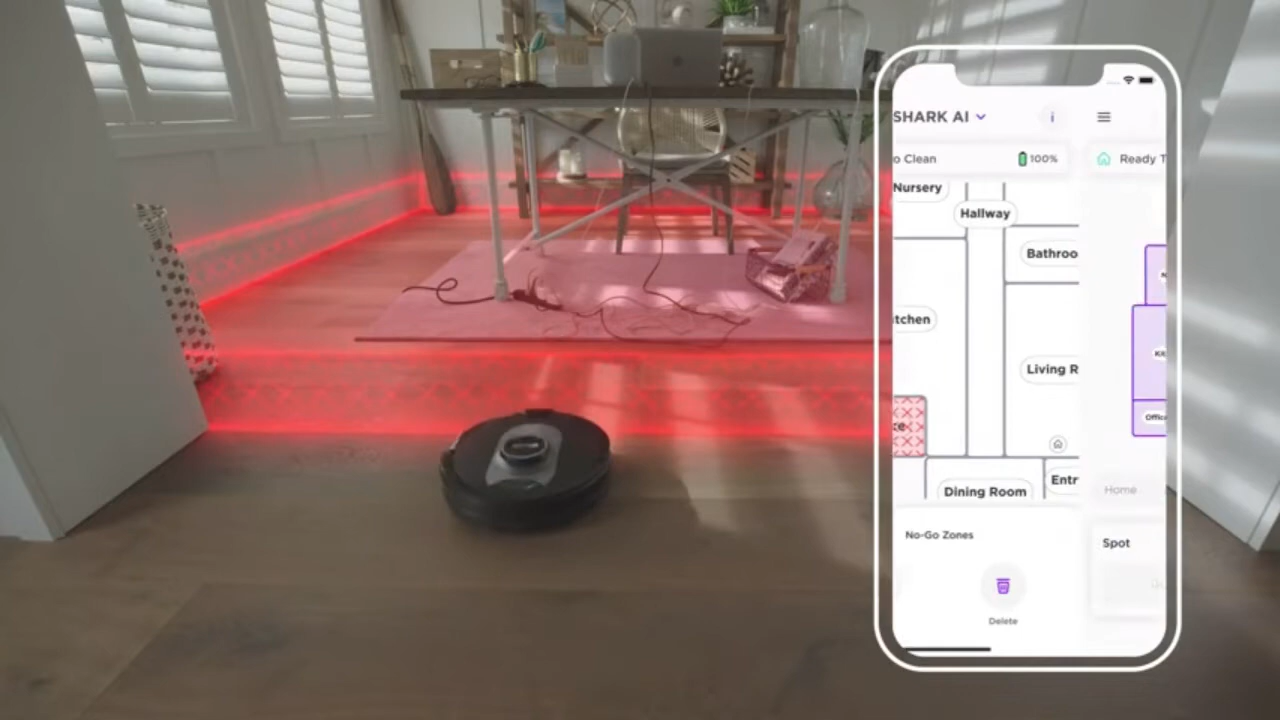 SHARK AI
i
o Clean
100%
Ready T
Nursery
Hallway
Bathroo
tchen
Living R
Offic
Home
Entr
Dining Room
No-Go Zones
Spot
Delete